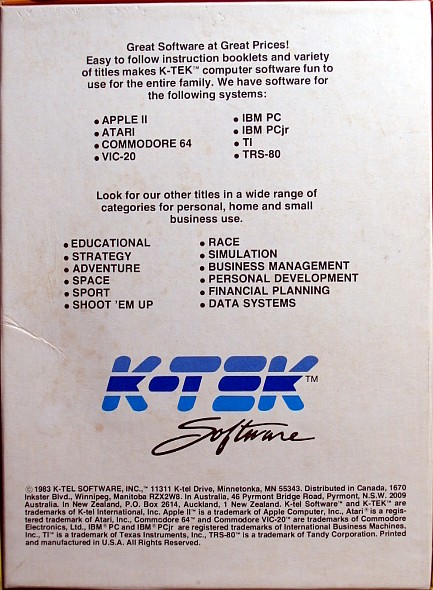 Great Software at Great Prices!
Easy to follow instruction booklets and variety
of titles makes K-TEK™ computer software fun to
use for the entire family. We have software for
the following systems:
• APPLE II
• ATARI
• COMMODORE 64
• VIC-20
• IBM PC
• IBM PCjr
• TI
• TRS-80
Look for our other titles in a wide range of
categories for personal, home and small
business use.
• EDUCATIONAL
• STRATEGY
• ADVENTURE
• SPACE
• SPORT
• SHOOT 'EM UP
• RACE
• SIMULATION
• BUSINESS MANAGEMENT
• PERSONAL DEVELOPMENT
• FINANCIAL PLANNING
• DATA SYSTEMS
K-TEK™
Software
© 1983 K-TEL SOFTWARE, INC.,™ 11311 K-tel Drive, Minnetonka, MN 55343. Distributed in Canada, 1670
Inkster Blvd., Winnipeg, Manitoba RZX2W8. In Australia, 46 Pyrmont Bridge Road, Pyrmont, N.S.W. 2009
Australia. In New Zealand, P.O. Box 2614, Auckland, 1 New Zealand. K-tel Software™ and K-TEK™ are
trademarks of K-tel International, Inc. Apple II™ is a trademark of Apple Computer, Inc., Atari® is a regis-
tered trademark of Atari, Inc., Commodore 64™ and Commodore VIC-20™ are trademarks of Commodore
Electronics, Ltd., IBM® PC and IBM® PCjr are registered trademarks of International Business Machines,
Inc., TI™ is a trademark of Texas Instruments, Inc., TRS-80™ is a trademark of Tandy Corporation. Printed
and manufactured in U.S.A. All Rights Reserved.